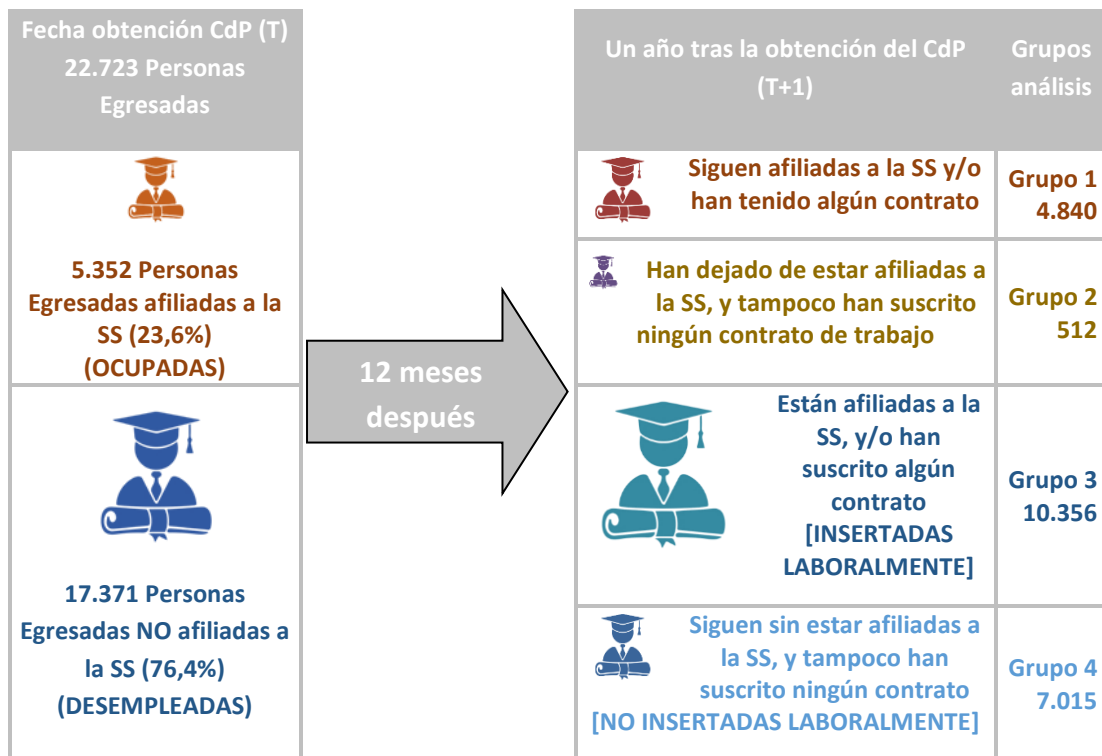 Fecha obtención CdP (T)
22.723 Personas
Egresadas
5.352 Personas
Egresadas afiliadas a la
SS (23,6%)
(OCUPADAS)
17.371 Personas
Egresadas NO afiliadas a
la SS (76,4%)
(DESEMPLEADAS)
12 meses
después
Un año tras la obtención del CdP
(T+1)
Grupos
análisis
Siguen afiliadas a la SS y/o
han tenido algún contrato
Grupo 1
4.840
Han dejado de estar afiliadas a
la SS, y tampoco han suscrito
ningún contrato de trabajo
Grupo 2
512
Están afiliadas a la
SS, y/o han
suscrito algún
contrato
[INSERTADAS
LABORALMENTE]
Grupo 3
10.356
Siguen sin estar afiliadas a
la SS, y tampoco han
suscrito ningún contrato
[NO INSERTADAS LABORALMENTE]
Grupo 4
7.015